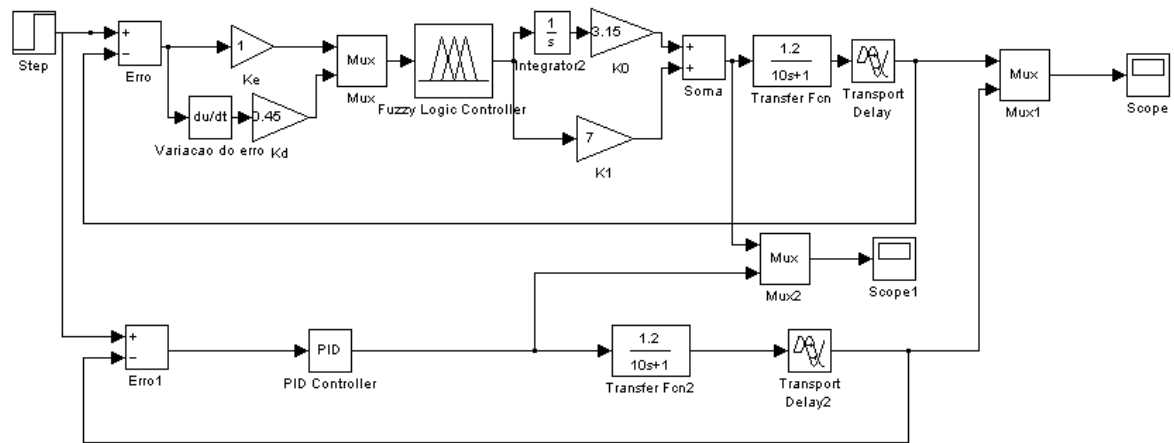 Step
+
−
Erro
1
Ke
du/dt
Variacao do erro
0.45
Kd
Mux
Mux
Fuzzy Logic Controller
1
s
Integrator2
3.15
K0
7
K1
+
+
Soma
1.2
10s+1
Transfer Fcn
Transport
Delay
Mux
Mux1
Scope
Mux
Mux2
Scope1
+
−
Erro1
PID
PID Controller
1.2
10s+1
Transfer Fcn2
Transport
Delay2